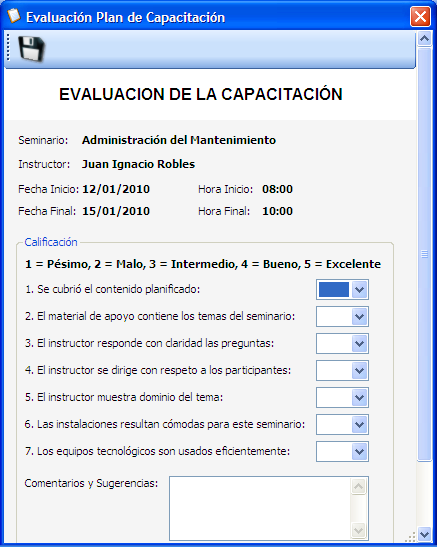 Evaluación Plan de Capacitación
EVALUACION DE LA CAPACITACIÓN
Seminario: Administración del Mantenimiento
Instructor: Juan Ignacio Robles
Fecha Inicio: 12/01/2010 Hora Inicio: 08:00
Fecha Final: 15/01/2010 Hora Final: 10:00
Calificación
1 = Pésimo, 2 = Malo, 3 = Intermedio, 4 = Bueno, 5 = Excelente
1. Se cubrió el contenido planificado:
2. El material de apoyo contiene los temas del seminario:
3. El instructor responde con claridad las preguntas:
4. El instructor se dirige con respeto a los participantes:
5. El instructor muestra dominio del tema:
6. Las instalaciones resultan cómodas para este seminario:
7. Los equipos tecnológicos son usados eficientemente:
Comentarios y Sugerencias: